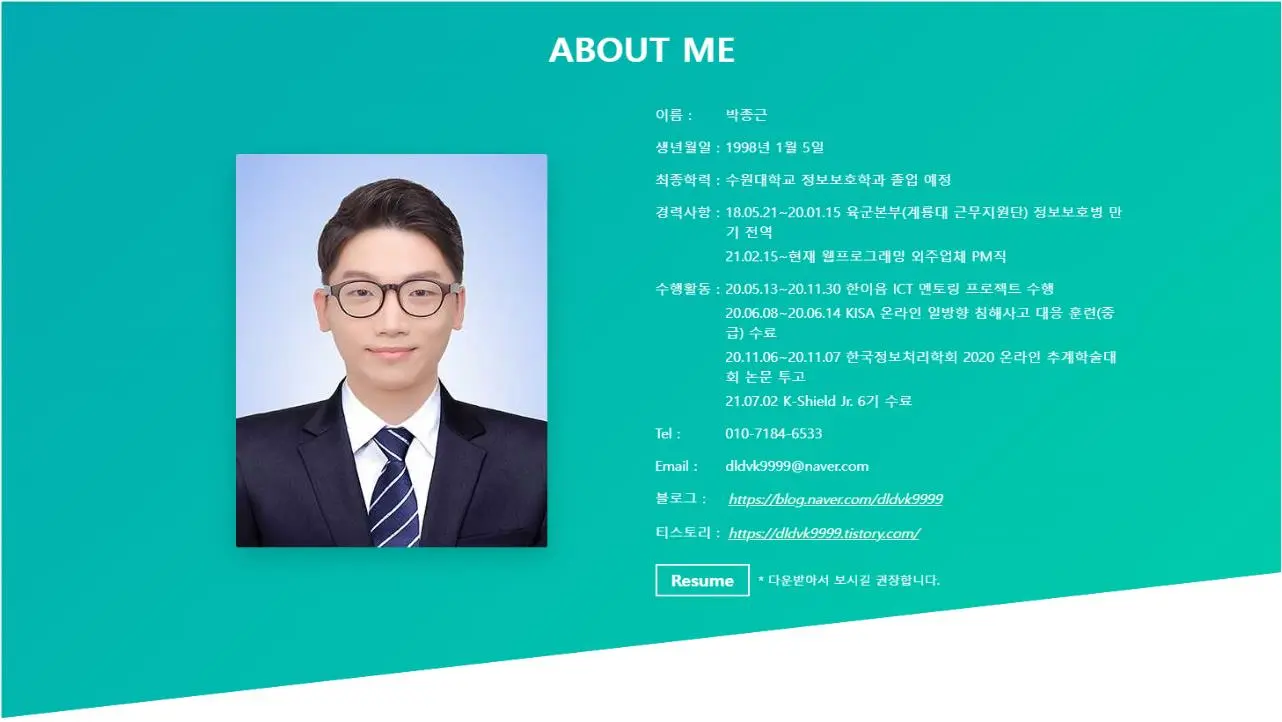 ABOUT ME
이름 : 박종근
생년월일 : 1998년 1월 5일
최종학력 : 수원대학교 정보보호학과 졸업 예정
경력사항 : 18.05.21~20.01.15 육군본부(계룡대 근무지원단) 정보보호병 만
기 전역
21.02.15~현재 웹프로그래밍 외주업체 PM직
수행활동 : 20.05.13~20.11.30 한이음 ICT 멘토링 프로젝트 수행
20.06.08~20.06.14 KISA 온라인 일방향 침해사고 대응 훈련(중
급) 수료
20.11.06~20.11.07 한국정보처리학회 2020 온라인 추계학술대
회 논문 투고
21.07.02 K-Shield Jr. 6기 수료
Tel : 010-7184-6533
Email : dldvk9999@naver.com
블로그 : https://blog.naver.com/dldvk9999
티스토리 : https://dldvk9999.tistory.com/
Resume * 다운받아서 보시길 권장합니다.